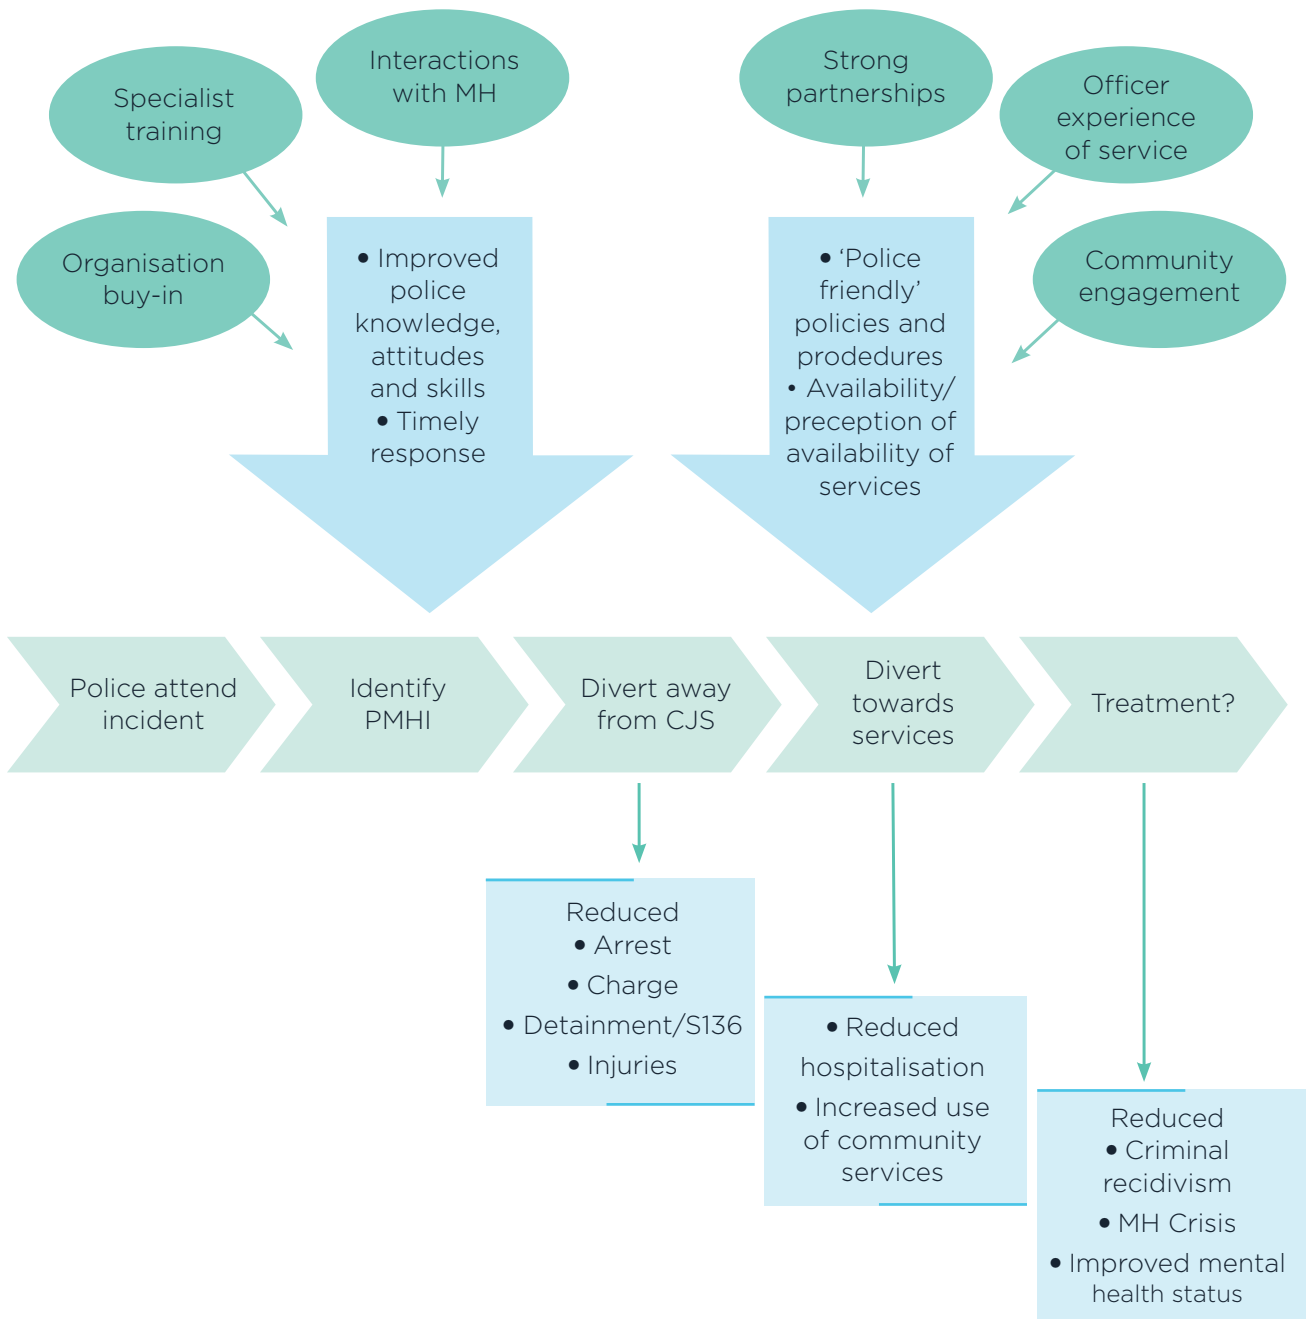 Specialist
training
Interactions
with MH
Strong
partnerships
Officer
experience
of service
Organisation
buy-in
Community
engagement
• Improved
police
knowledge,
attitudes
and skills
• Timely
response
• ‘Police
friendly’
policies and
prodedures
• Availability/
preception of
availability of
services
Police attend
incident
Identify
PMHI
Divert away
from CJS
Divert
towards
services
Treatment?
Reduced
• Arrest
• Charge
• Detainment/S136
• Injuries
• Reduced
hospitalisation
• Increased use
of community
services
Reduced
• Criminal
recidivism
• MH Crisis
• Improved mental
health status